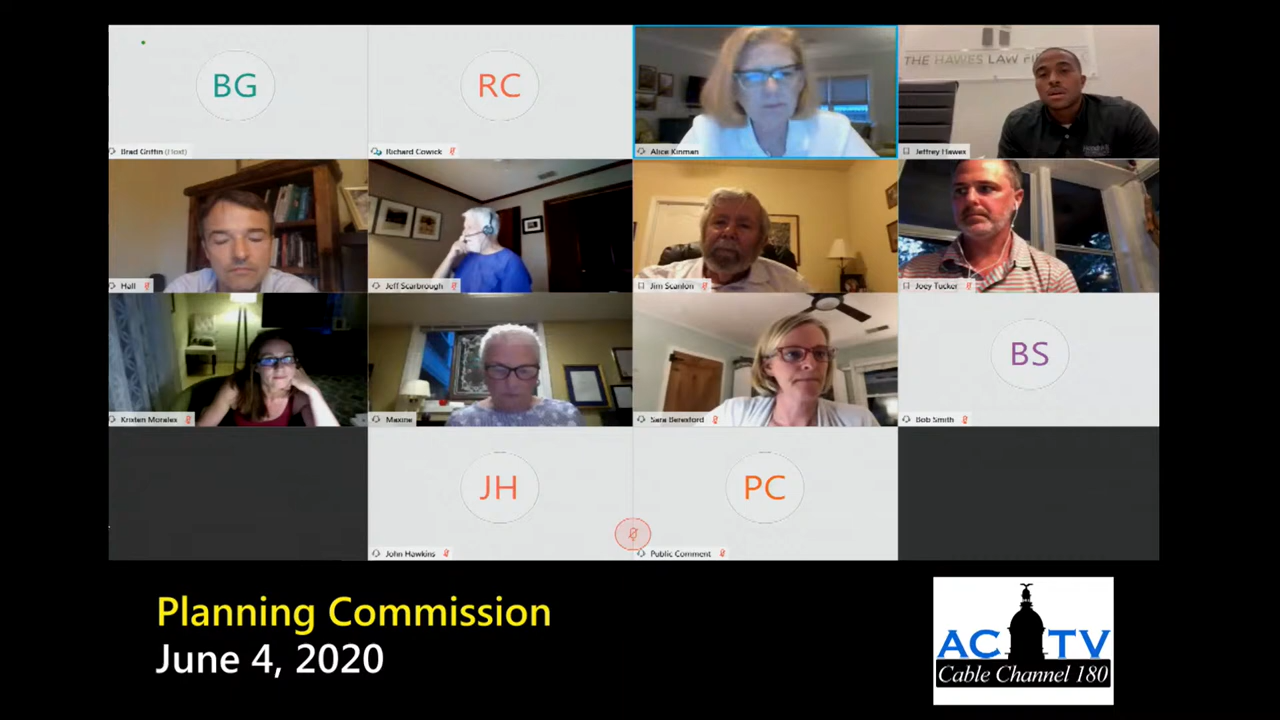 BG
RC
Brad Griffin (Host)
Richard Cowick
Alice Kinman
THE HAWES LAW FI
Jeffrey Hawes
Hall
Jeff Scarbrough
Jim Scanlon
Joey Tucker
BS
Kristen Morales
Maxine
Sara Beresford
Bob Smith
JH
PC
John Hawkins
Public Comment
Planning Commission
June 4, 2020
AC TV
Cable Channel 180